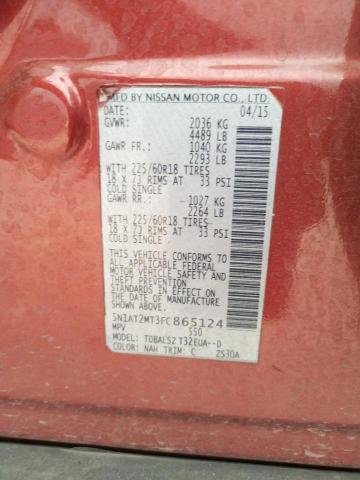 MFD BY NISSAN MOTOR CO., LTD.
DATE: 04/15
GVWR: 2036 KG
4489 LB
GAWR FR.: 1040 KG
2293 LB
WITH 225/60R18 TIRES
18 X 7J RIMS AT 33 PSI
COLD SINGLE
GAWR RR.: 1027 KG
2264 LB
WITH 225/60R18 TIRES
18 X 7J RIMS AT 33 PSI
COLD SINGLE
THIS VEHICLE CONFORMS TO
ALL APPLICABLE FEDERAL
MOTOR VEHICLE SAFETY AND
THEFT PREVENTION
STANDARDS IN EFFECT ON
THE DATE OF MANUFACTURE
SHOWN ABOVE.
5N1AT2MT3FC865124
MPV 550
MODEL: TDBALSZ T32EUA--D
COLOR: NAH TRIM: C ZS30A